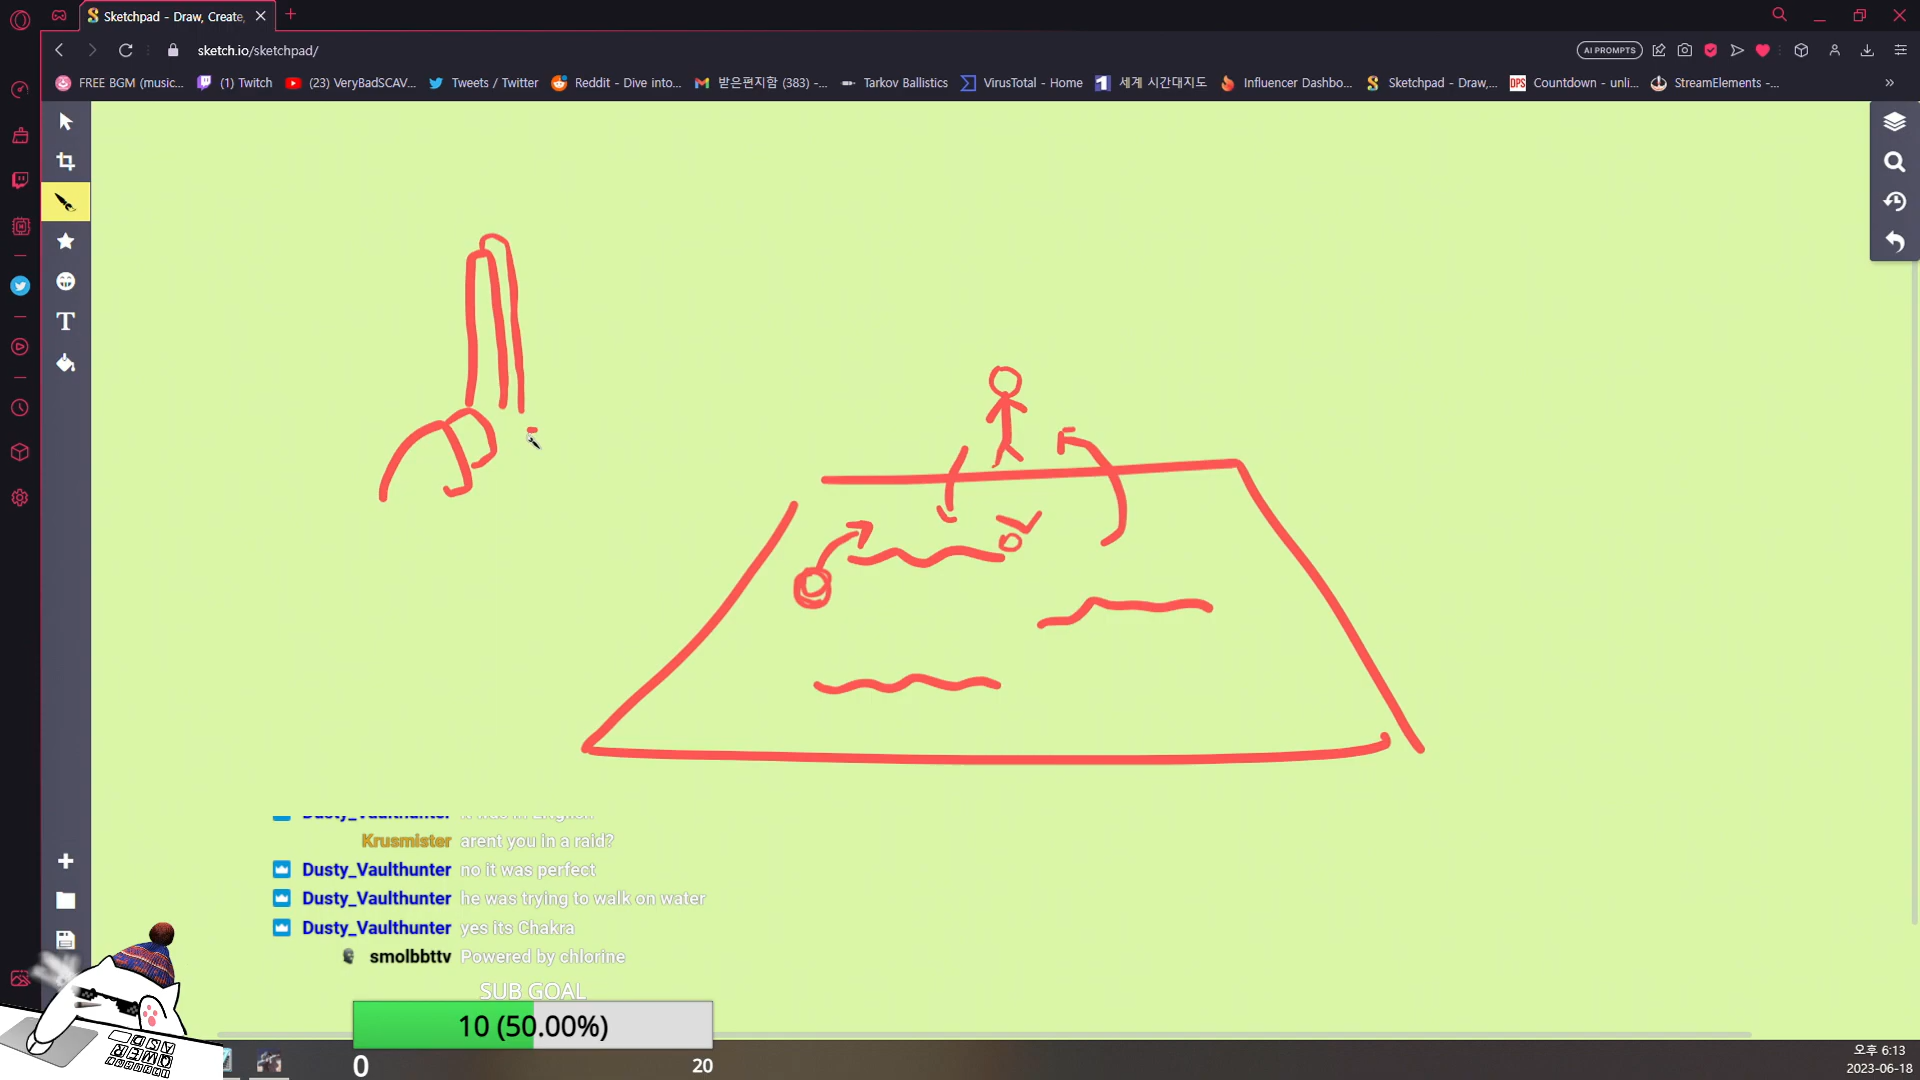 Sketchpad - Draw, Create,
sketch.io/sketchpad/
AI PROMPTS
FREE BGM (music...
(1) Twitch
(23) VeryBadSCAV...
Tweets / Twitter
Reddit - Dive into...
받은편지함 (383) -...
Tarkov Ballistics
VirusTotal - Home
세계 시간대지도
Influencer Dashbo...
Sketchpad - Draw,...
OPS
Countdown - unli...
StreamElements -...
T
Krusmister arent you in a raid?
Dusty_Vaulthunter no it was perfect
Dusty_Vaulthunter he was trying to walk on water
Dusty_Vaulthunter yes its Chakra
smolbbttv Powered by chlorine
SUB GOAL
10 (50.00%)
0
20
오후 6:13
2023-06-18